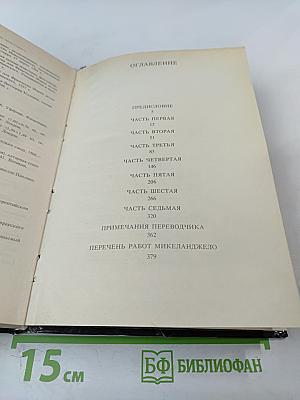 ОГЛАВЛЕНИЕ
ПРЕДИСЛОВИЕ
5
ЧАСТЬ ПЕРВАЯ
12
ЧАСТЬ ВТОРАЯ
51
ЧАСТЬ ТРЕТЬЯ
85
ЧАСТЬ ЧЕТВЕРТАЯ
146
ЧАСТЬ ПЯТАЯ
206
ЧАСТЬ ШЕСТАЯ
266
ЧАСТЬ СЕДЬМАЯ
320
ПРИМЕЧАНИЯ ПЕРЕВОДЧИКА
362
ПЕРЕЧЕНЬ РАБОТ МИКЕЛАНДЖЕЛО
379
15 см
БФ БИБЛИОФАН